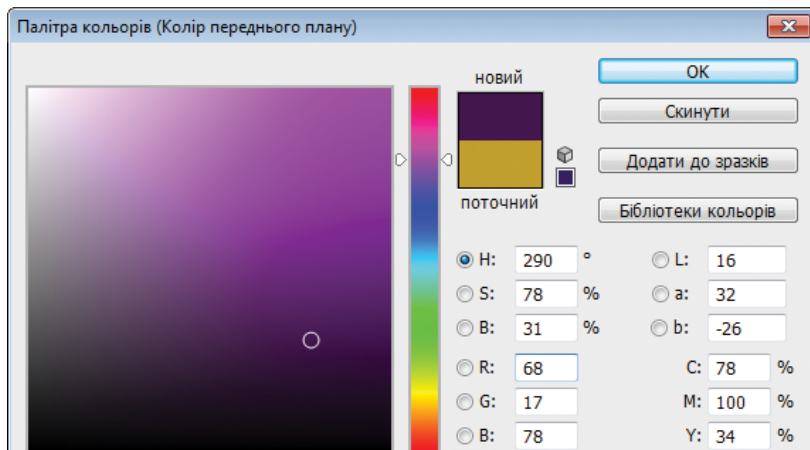 Палітра кольорів (Колір переднього плану)
новий
поточний
OK
Скинути
Додати до зразків
Бібліотеки кольорів
H: 290 °
S: 78 %
B: 31 %
R: 68
G: 17
B: 78
L: 16
a: 32
b: -26
C: 78 %
M: 100 %
Y: 34 %